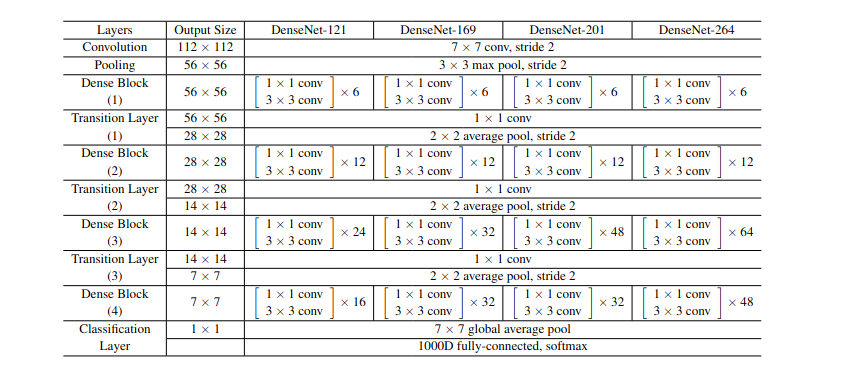 Layers Output Size DenseNet-121 DenseNet-169 DenseNet-201 DenseNet-264
Convolution 112 × 112 7 × 7 conv, stride 2
Pooling 56 × 56 3 × 3 max pool, stride 2
Dense Block (1) 56 × 56 [1 × 1 conv 3 × 3 conv] × 6 [1 × 1 conv 3 × 3 conv] × 6 [1 × 1 conv 3 × 3 conv] × 6 [1 × 1 conv 3 × 3 conv] × 6
Transition Layer (1) 56 × 56 1 × 1 conv
28 × 28 2 × 2 average pool, stride 2
Dense Block (2) 28 × 28 [1 × 1 conv 3 × 3 conv] × 12 [1 × 1 conv 3 × 3 conv] × 12 [1 × 1 conv 3 × 3 conv] × 12 [1 × 1 conv 3 × 3 conv] × 12
Transition Layer (2) 28 × 28 1 × 1 conv
14 × 14 2 × 2 average pool, stride 2
Dense Block (3) 14 × 14 [1 × 1 conv 3 × 3 conv] × 24 [1 × 1 conv 3 × 3 conv] × 32 [1 × 1 conv 3 × 3 conv] × 48 [1 × 1 conv 3 × 3 conv] × 64
Transition Layer (3) 14 × 14 1 × 1 conv
7 × 7 2 × 2 average pool, stride 2
Dense Block (4) 7 × 7 [1 × 1 conv 3 × 3 conv] × 16 [1 × 1 conv 3 × 3 conv] × 32 [1 × 1 conv 3 × 3 conv] × 32 [1 × 1 conv 3 × 3 conv] × 48
Classification Layer 1 × 1 7 × 7 global average pool
1000D fully-connected, softmax